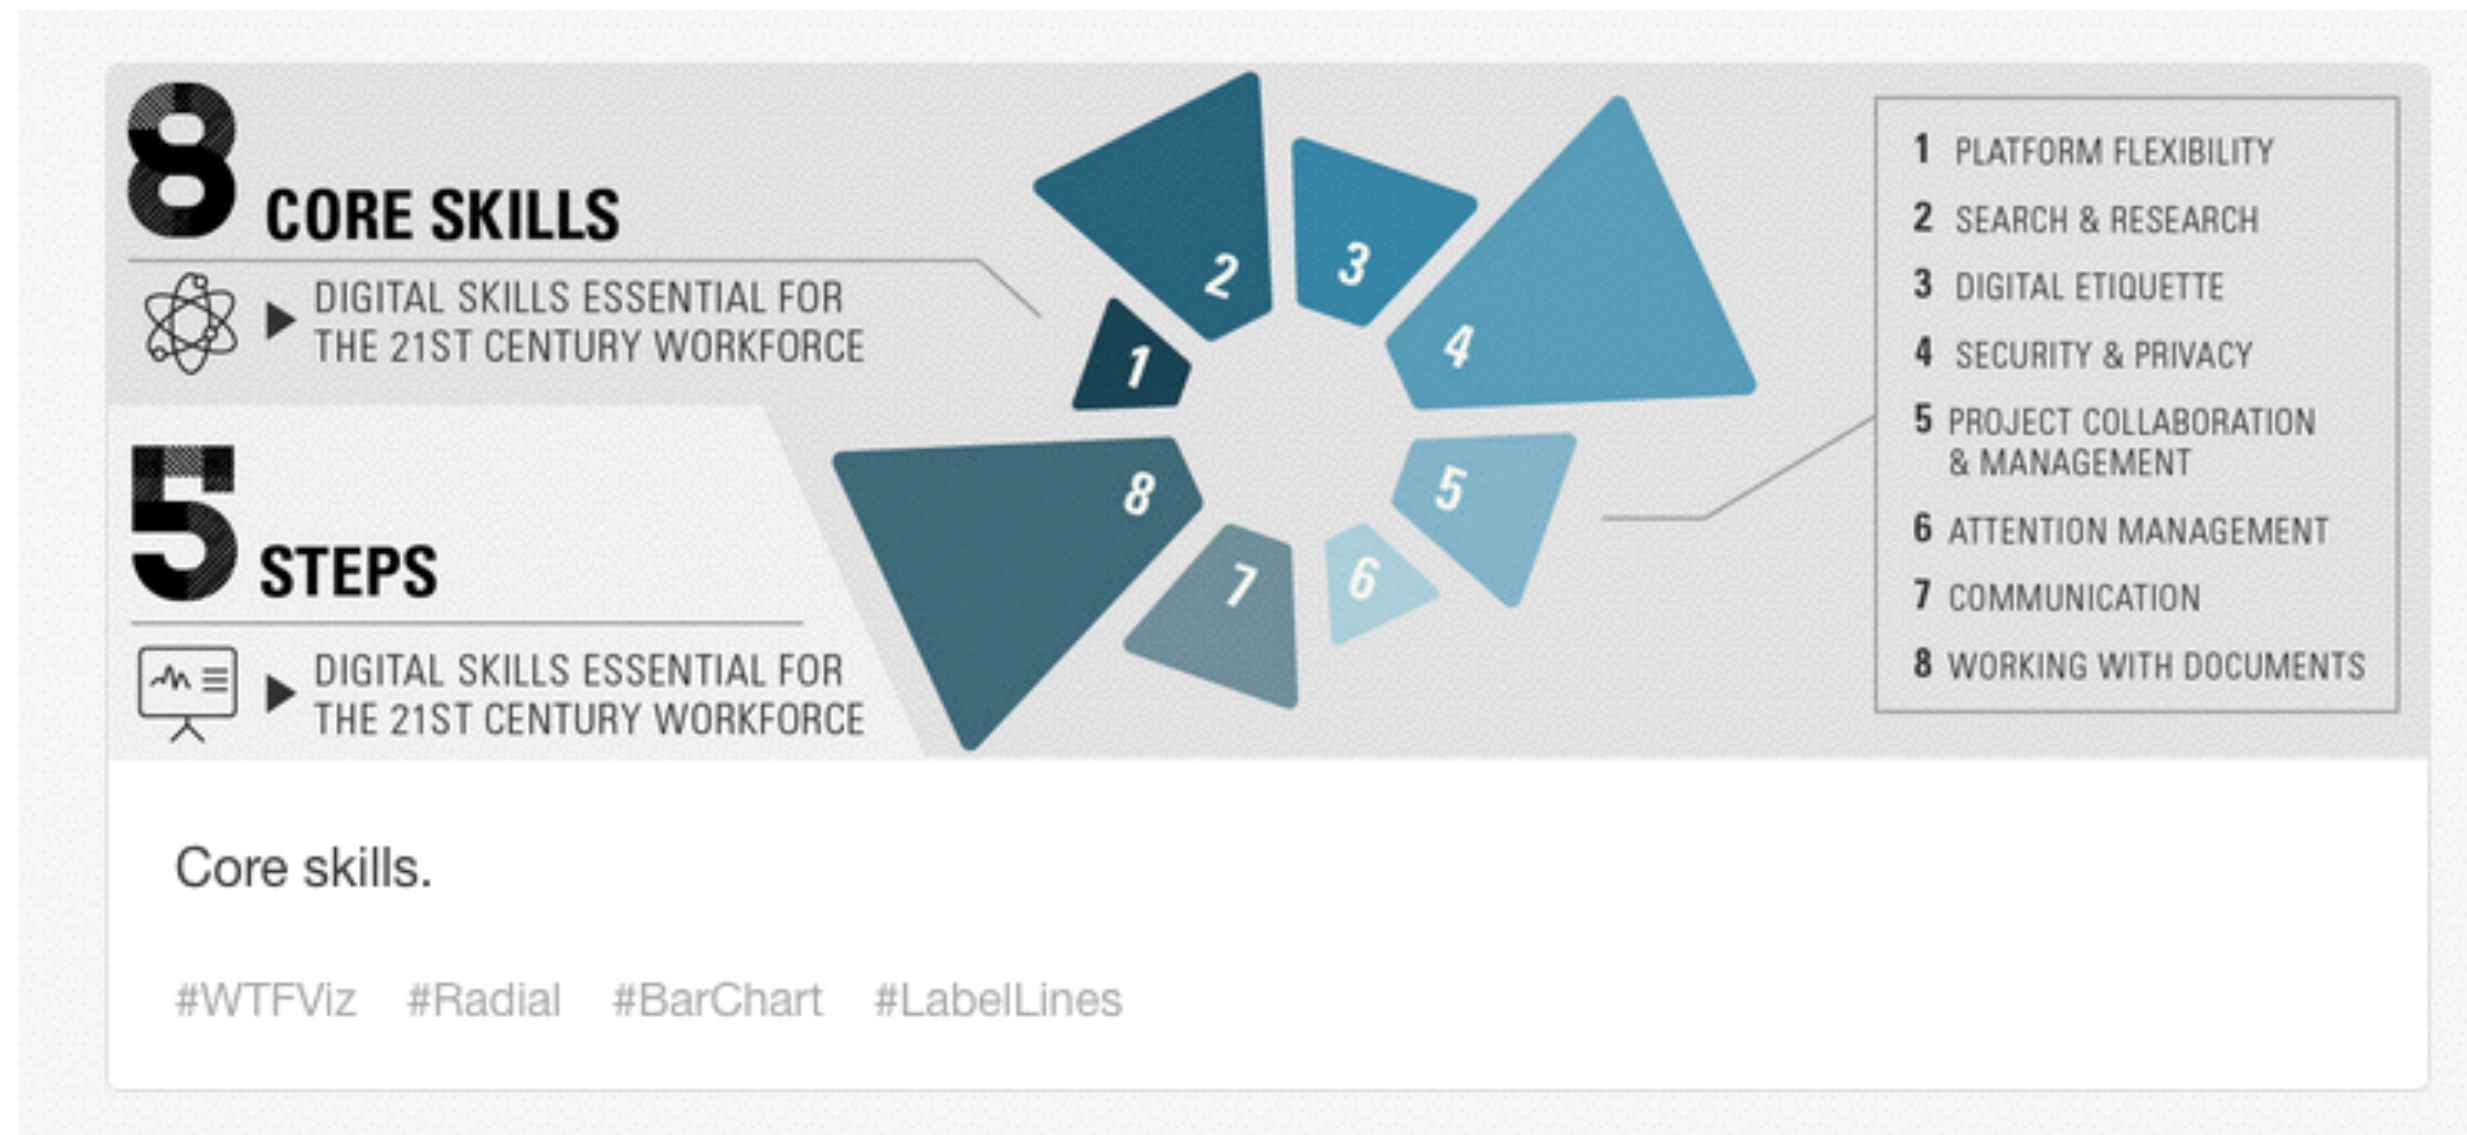 8 CORE SKILLS
DIGITAL SKILLS ESSENTIAL FOR
THE 21ST CENTURY WORKFORCE
5 STEPS
DIGITAL SKILLS ESSENTIAL FOR
THE 21ST CENTURY WORKFORCE
1
2
3
4
5
6
7
8
1 PLATFORM FLEXIBILITY
2 SEARCH & RESEARCH
3 DIGITAL ETIQUETTE
4 SECURITY & PRIVACY
5 PROJECT COLLABORATION
& MANAGEMENT
6 ATTENTION MANAGEMENT
7 COMMUNICATION
8 WORKING WITH DOCUMENTS
Core skills.
#WTFViz #Radial #BarChart #LabelLines